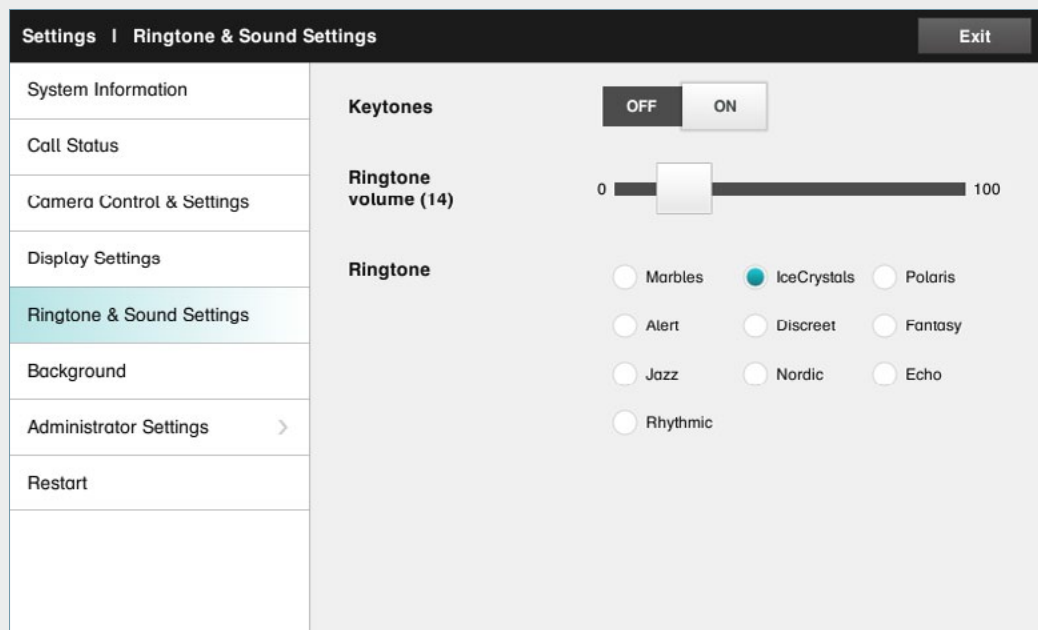 Settings | Ringtone & Sound Settings
Exit
System Information
Call Status
Camera Control & Settings
Display Settings
Ringtone & Sound Settings
Background
Administrator Settings
Restart
Keytones
OFF ON
Ringtone
volume (14)
0 100
Ringtone
Marbles IceCrystals Polaris
Alert Discreet Fantasy
Jazz Nordic Echo
Rhythmic